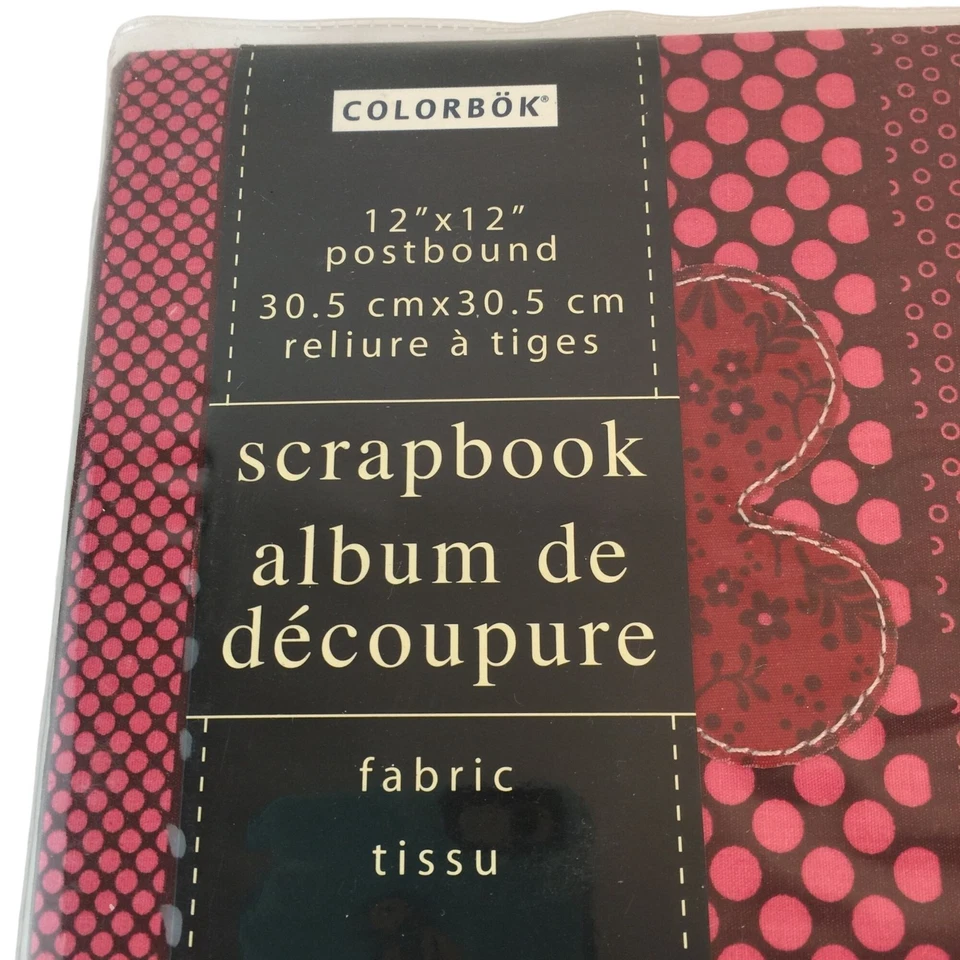 COLORBÖK®
12"x12"
postbound
30.5 cmx30.5 cm
reliure à tiges
scrapbook
album de
découpure
fabric
tissu